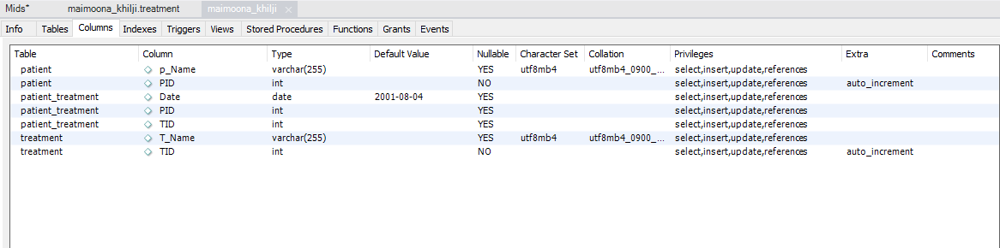 Mids* maimoona_khilji.treatment maimoona_khilji
Info Tables Columns Indexes Triggers Views Stored Procedures Functions Grants Events
Table Column Type Default Value Nullable Character Set Collation Privileges Extra Comments
patient p_Name varchar(255) YES utf8mb4 utf8mb4_0900_... select,insert,update,references
patient PID int NO select,insert,update,references auto_increment
patient_treatment Date date 2001-08-04 YES select,insert,update,references
patient_treatment PID int YES select,insert,update,references
patient_treatment TID int YES select,insert,update,references
treatment T_Name varchar(255) YES utf8mb4 utf8mb4_0900_... select,insert,update,references
treatment TID int NO select,insert,update,references auto_increment